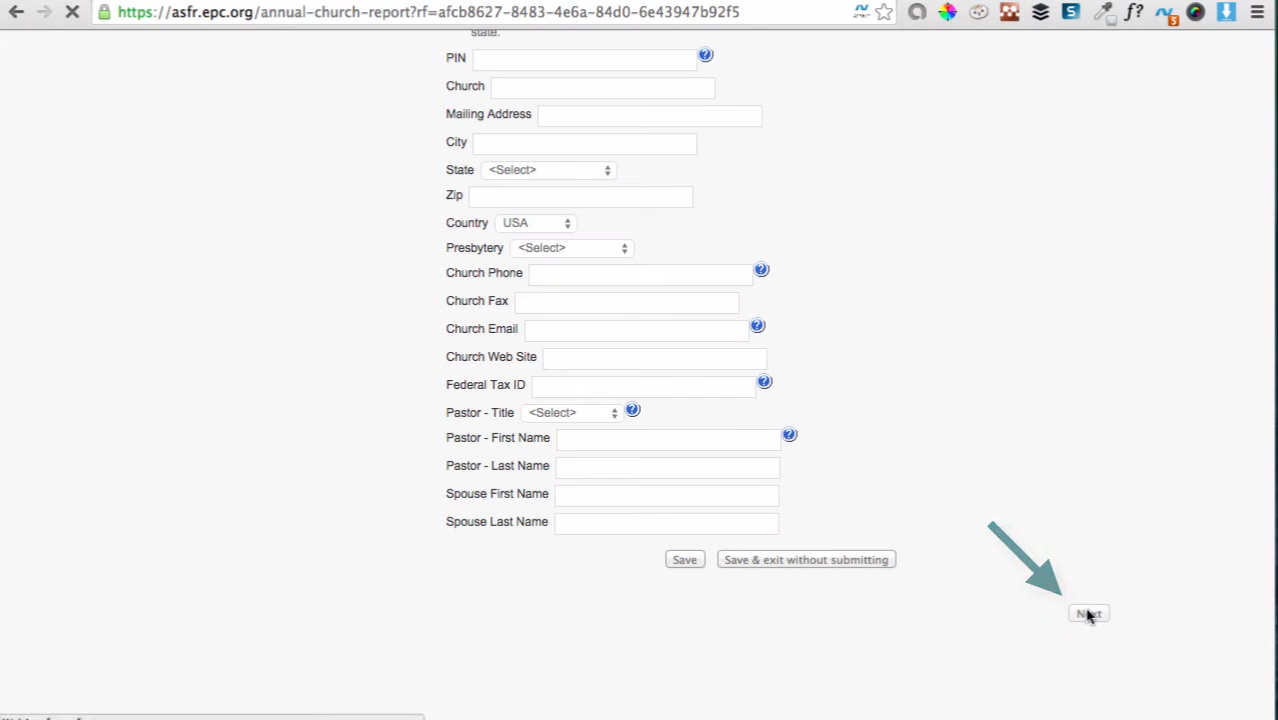 https://asfr.epc.org/annual-church-report?rf=afcb8627-8483-4e6a-84d0-6e43947b92f5
state.
PIN
Church
Mailing Address
City
State <Select>
Zip
Country USA
Presbytery <Select>
Church Phone
Church Fax
Church Email
Church Web Site
Federal Tax ID
Pastor - Title <Select>
Pastor - First Name
Pastor - Last Name
Spouse First Name
Spouse Last Name
Save Save & exit without submitting
Next